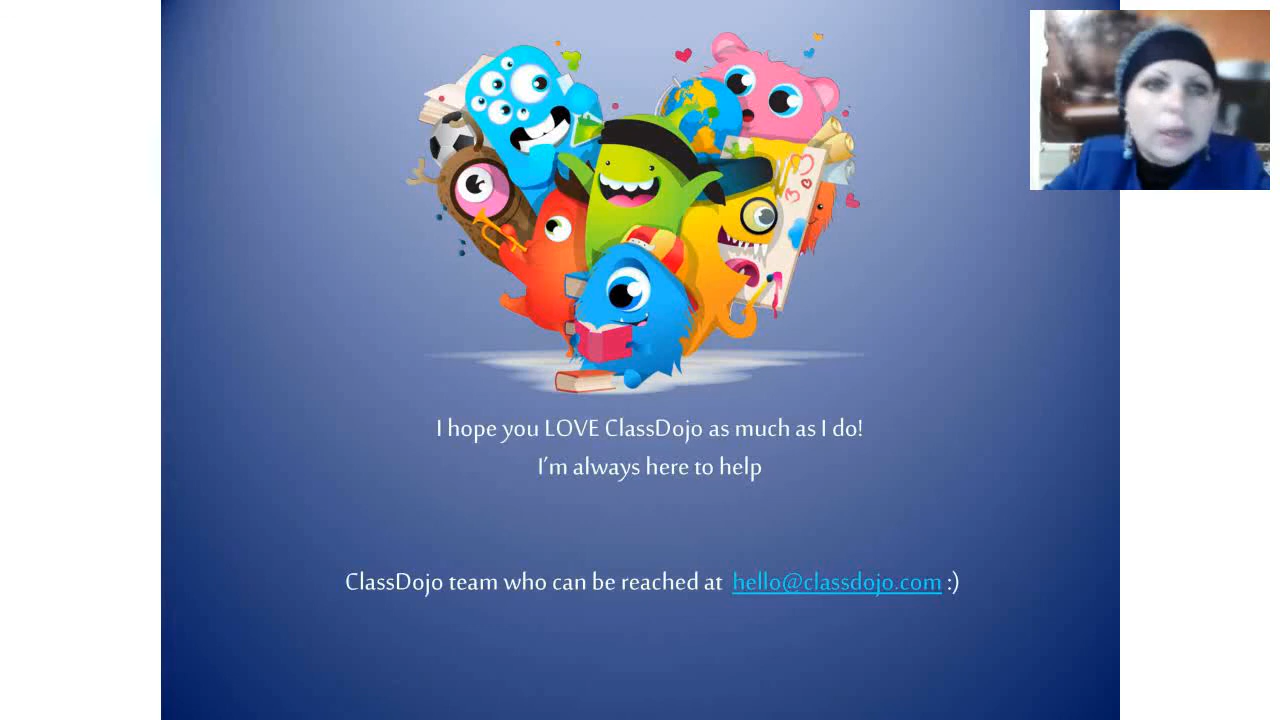 I hope you LOVE ClassDojo as much as I do!
I'm always here to help
ClassDojo team who can be reached at hello@classdojo.com :)